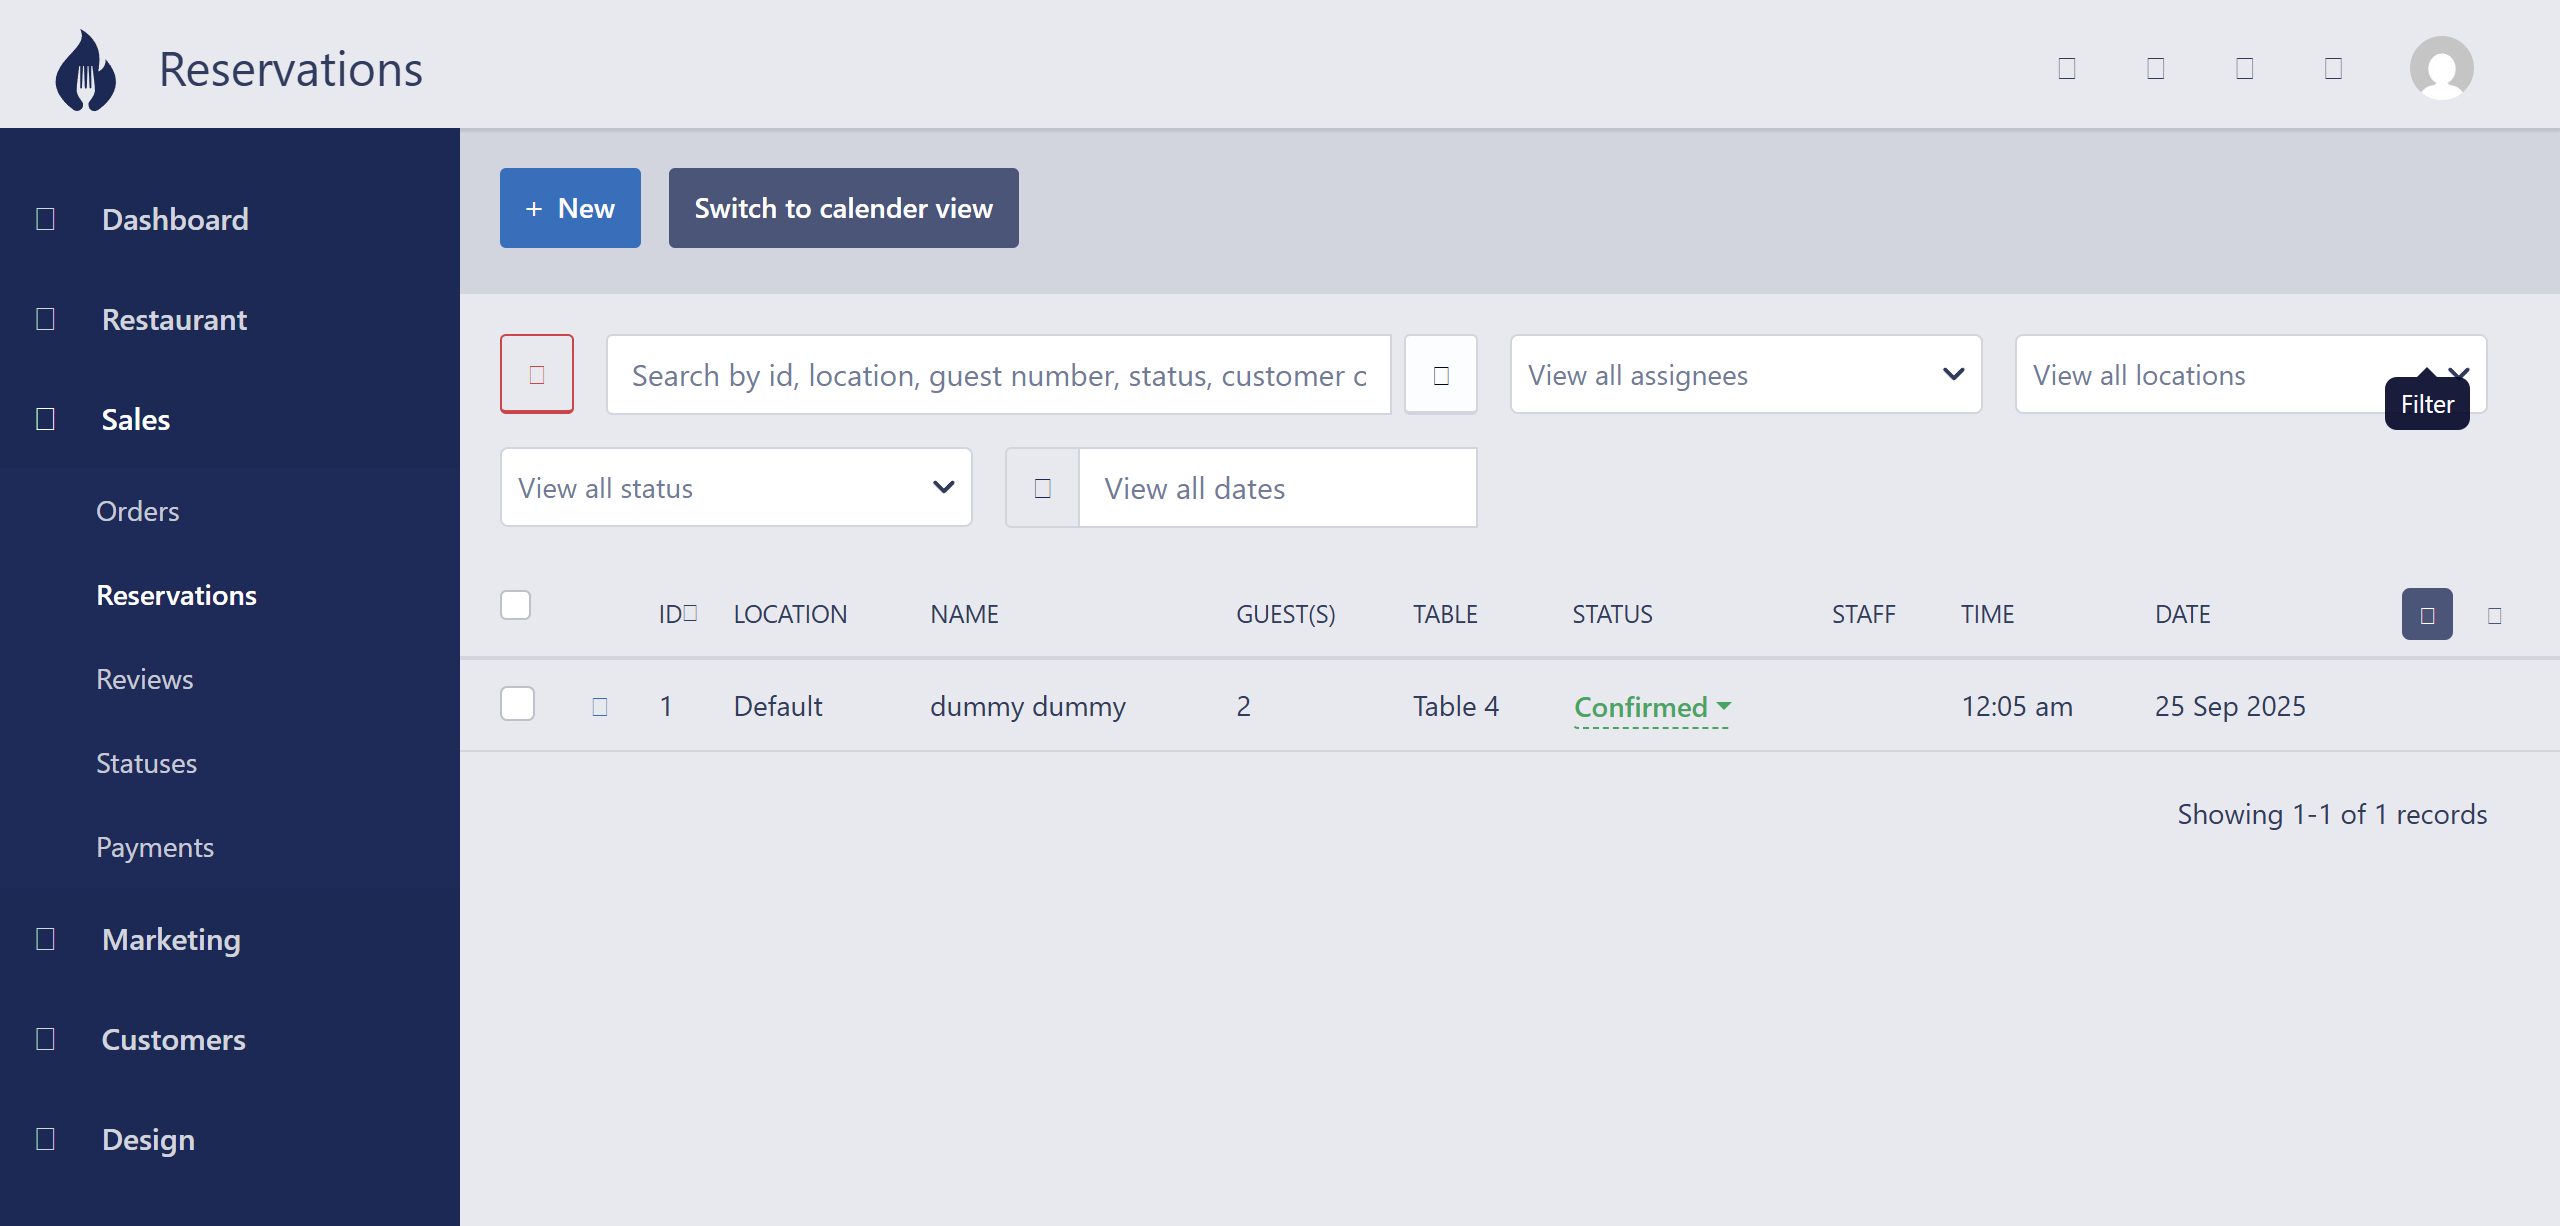 Reservations
Dashboard
Restaurant
Sales
Orders
Reservations
Reviews
Statuses
Payments
Marketing
Customers
Design
+ New
Switch to calender view
Search by id, location, guest number, status, customer c
View all assignees
View all locations
Filter
View all status
View all dates
ID LOCATION NAME GUEST(S) TABLE STATUS STAFF TIME DATE
1 Default dummy dummy 2 Table 4 Confirmed 12:05 am 25 Sep 2025
Showing 1-1 of 1 records